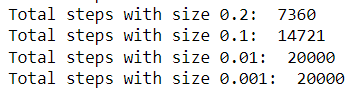 Total steps with size 0.2:  7360
Total steps with size 0.1:  14721
Total steps with size 0.01:  20000
Total steps with size 0.001:  20000